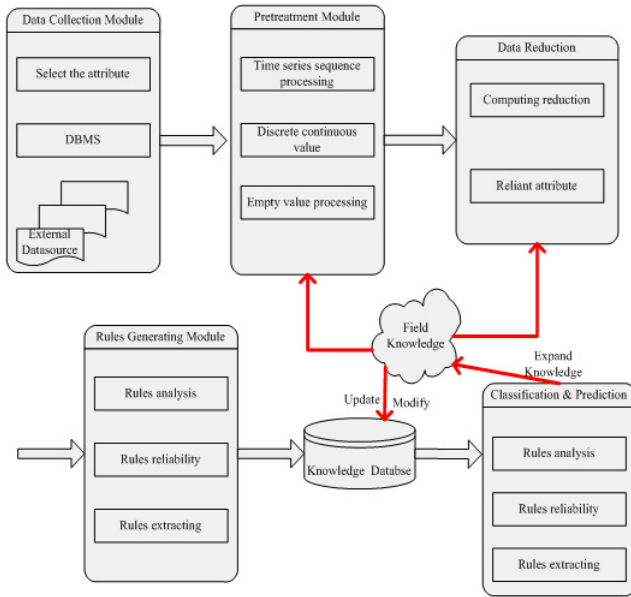 Data Collection Module
Select the attribute
DBMS
External
Datasource
Pretreatment Module
Time series sequence
processing
Discrete continuous
value
Empty value processing
Data Reduction
Computing reduction
Reliant attribute
Field
Knowledge
Expand
Knowledge
Update
Modify
Rules Generating Module
Rules analysis
Rules reliability
Rules extracting
Knowledge Databse
Classification & Prediction
Rules analysis
Rules reliability
Rules extracting